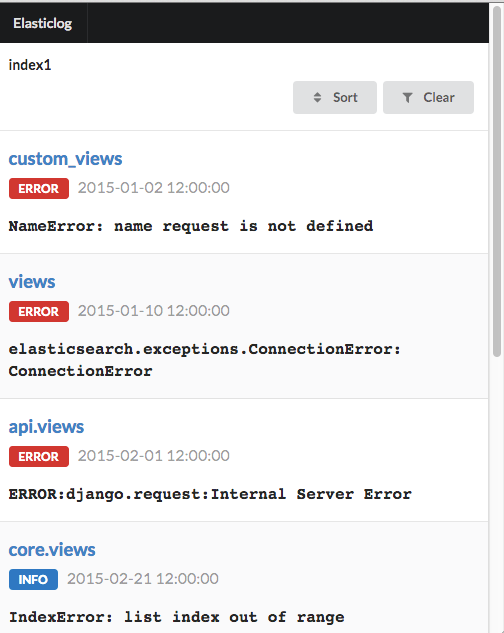 Elasticlog
index1
Sort Clear
custom_views
ERROR 2015-01-02 12:00:00
NameError: name request is not defined
views
ERROR 2015-01-10 12:00:00
elasticsearch.exceptions.ConnectionError:
ConnectionError
api.views
ERROR 2015-02-01 12:00:00
ERROR:django.request:Internal Server Error
core.views
INFO 2015-02-21 12:00:00
IndexError: list index out of range